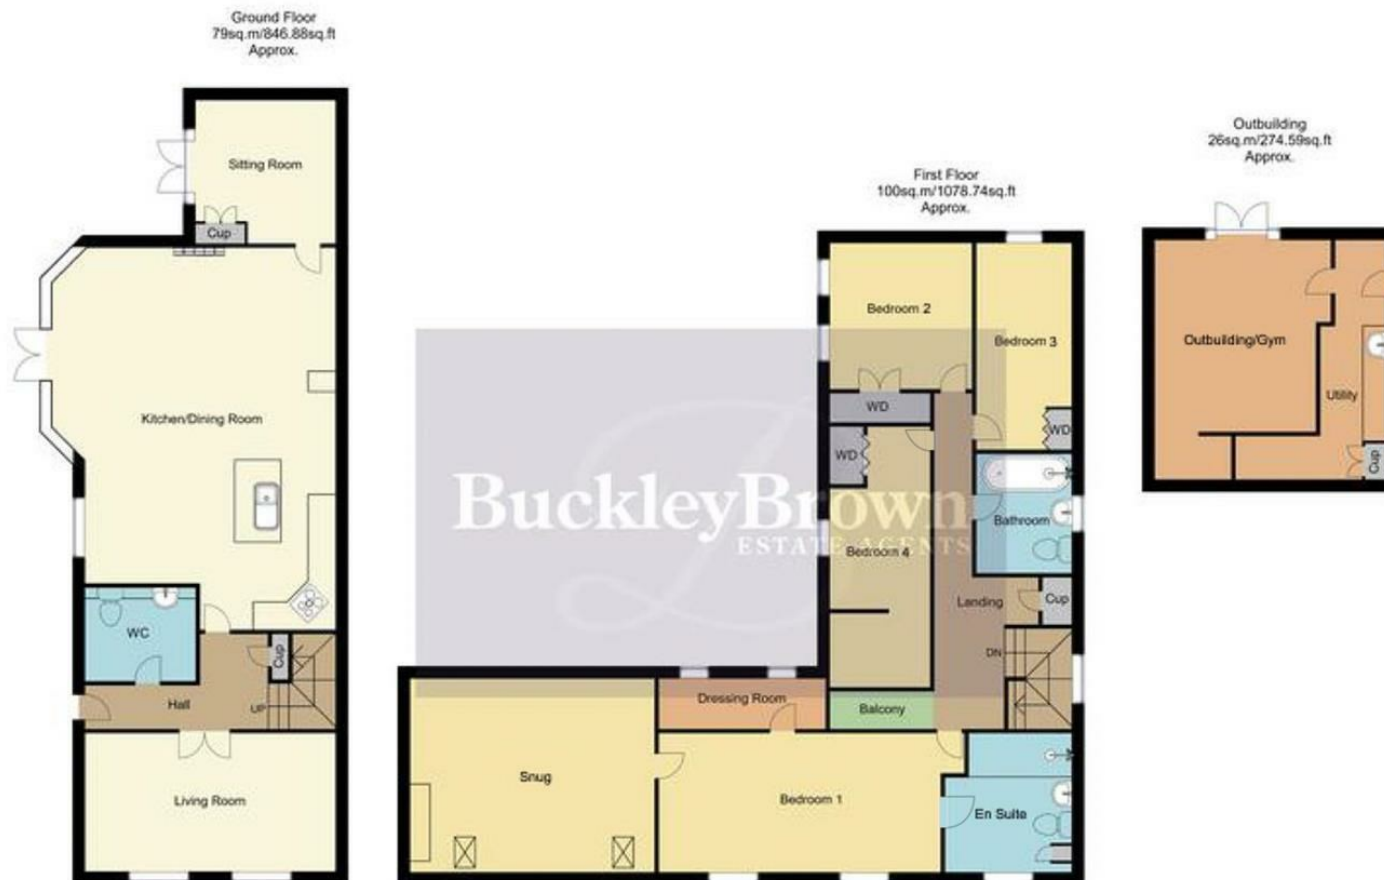 Ground Floor
79sq.m/846.88sq.ft
Approx.
Sitting Room
Cup
Kitchen/Dining Room
WC
Cup
Hall
UP
Living Room
First Floor
100sq.m/1078.74sq.ft
Approx.
Bedroom 2
Bedroom 3
WD
WD
WD
BuckleyBrown
ESTATE AGENTS
Bathroom
Bedroom 4
Landing
Cup
DN
Dressing Room
Balcony
Snug
Bedroom 1
En Suite
Outbuilding
26sq.m/274.59sq.ft
Approx.
Outbuilding/Gym
Utility
Cup